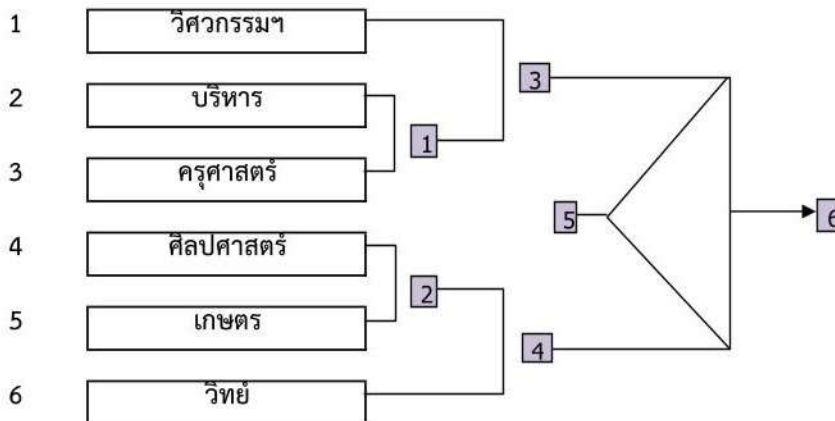 1 วิศวกรรมฯ
3
2 บริหาร
1
3 ครุศาสตร์
5
6
4 ศิลปศาสตร์
2
5 เกษตร
4
6 วิทย์